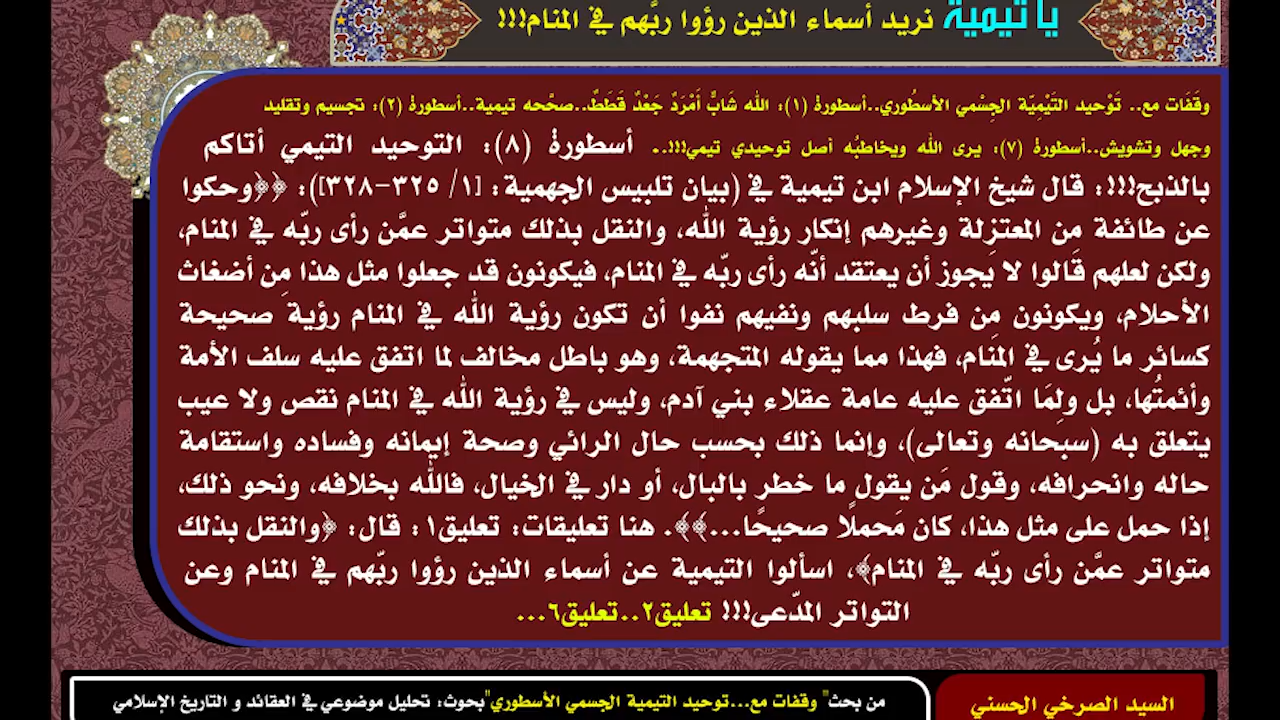 يا تيمية نريد أسماء الذين رؤوا ربَّهم في المنام!!!
وقَفَات مع.. تَوْحيد التَيْمِيّة الجِسْمي الأسطُوري..أسطورة (١): الله شَابٌّ أَمْرَدٌ جَعْدٌ قَطَطٌ..صحّحه تيمية..أسطورة (٢): تجسيم وتقليد
وجهل وتشويش..أسطورة (٧): يرى الله ويخاطبُه أصل توحيدي تيمي!!!.. أسطورة (٨): التوحيد التيمي أتاكم
بالذبح!!!: قال شيخ الإسلام ابن تيمية في (بيان تلبيس الجهمية: [١/ ٣٢٥-٣٢٨]): ﴿﴿وحكوا
عن طائفة من المعتزلة وغيرهم إنكار رؤية الله، والنقل بذلك متواتر عمَّن رأى ربّه في المنام،
ولكن لعلهم قَالوا لا يَجوز أن يعتقد أنّه رأى ربّه في المنام، فيكونون قد جعلوا مثل هذا مِن أضغاث
الأحلام، ويكونون مِن فرط سلبهم ونفيهم نفوا أن تكون رؤية الله في المنام رؤيةَ صحيحة
كسائر ما يُرى في المَنام، فهذا مما يقوله المتجهمة، وهو باطل مخالف لما اتفق عليه سلف الأمة
وأئمتُها، بل ولِمَا اتّفق عليه عامة عقلاء بني آدم، وليس في رؤية الله في المنام نقص ولا عيب
يتعلق به (سبحانه وتعالى)، وإنما ذلك بحسب حال الرائي وصحة إيمانه وفساده واستقامة
حاله وانحرافه، وقول مَن يقول ما خطر بالبال، أو دار في الخيال، فالله بخلافه، ونحو ذلك،
إذا حمل على مثل هذا، كان مَحملًا صحيحًا...﴾﴾. هنا تعليقات: تعليق١: قال: ﴿والنقل بذلك
متواتر عمَّن رأى ربّه في المنام﴾، اسألوا التيمية عن أسماء الذين رؤوا ربّهم في المنام وعن
التواتر المدّعى!!! تعليق٢..تعليق٦...
السيد الصرخي الحسني
من بحث" وقفات مع...توحيد التيمية الجسمي الأسطوري"بحوث: تحليل موضوعي في العقائد و التاريخ الإسلامي